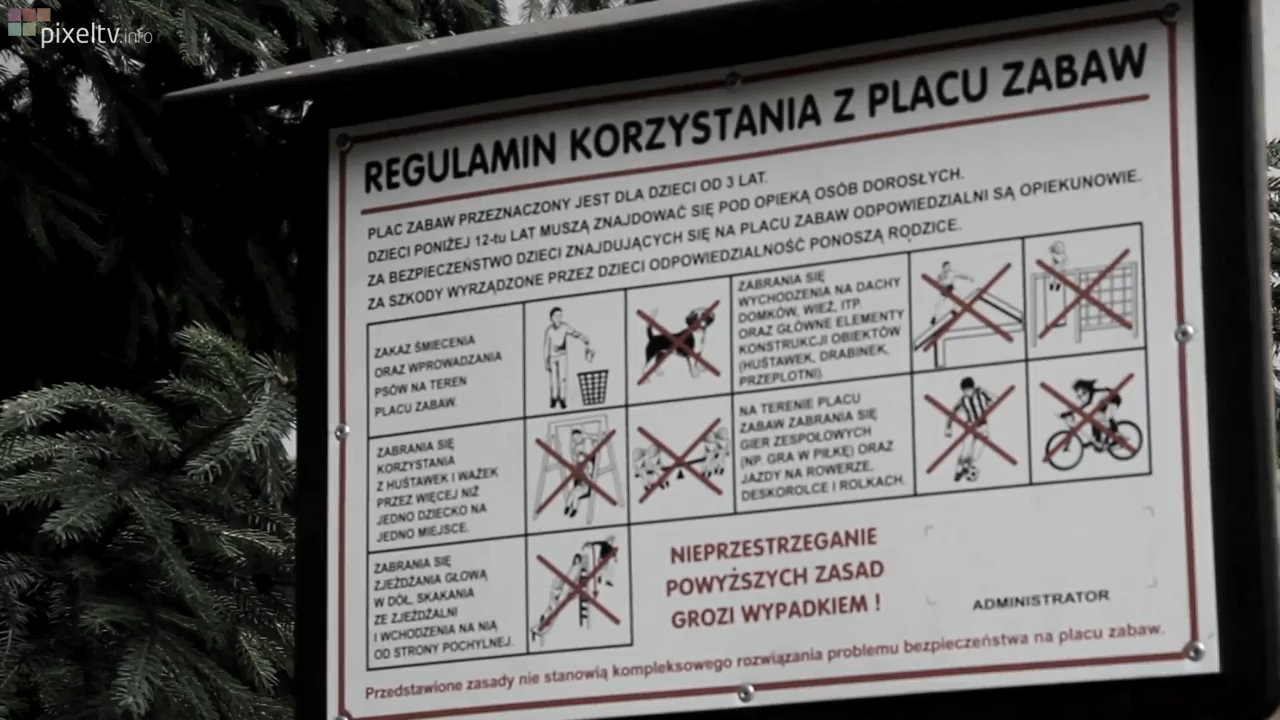 pixeltv.info
REGULAMIN KORZYSTANIA Z PLACU ZABAW
PLAC ZABAW PRZEZNACZONY JEST DLA DZIECI OD 3 LAT.
DZIECI PONIŻEJ 12-tu LAT MUSZĄ ZNAJDOWAĆ SIĘ POD OPIEKĄ OSÓB DOROSŁYCH.
ZA BEZPIECZEŃSTWO DZIECI ZNAJDUJĄCYCH SIĘ NA PLACU ZABAW ODPOWIEDZIALNI SĄ OPIEKUNOWIE.
ZA SZKODY WYRZĄDZONE PRZEZ DZIECI ODPOWIEDZIALNOŚĆ PONOSZĄ RODZICE.
ZAKAZ ŚMIECENIA
ORAZ WPROWADZANIA
PSÓW NA TEREN
PLACU ZABAW.
ZABRANIA SIĘ
WYCHODZENIA NA DACHY
DOMKÓW, WIEŻ, ITP.
ORAZ GŁÓWNE ELEMENTY
KONSTRUKCJI OBIEKTÓW
(HUŚTAWEK, DRABINEK,
PRZEPLOTNI).
ZABRANIA SIĘ
KORZYSTANIA
Z HUŚTAWEK I WAŻEK
PRZEZ WIĘCEJ NIŻ
JEDNO DZIECKO NA
JEDNO MIEJSCE.
NA TERENIE PLACU
ZABAW ZABRANIA SIĘ
GIER ZESPOŁOWYCH
(NP. GRA W PIŁKĘ) ORAZ
JAZDY NA ROWERZE,
DESKOROLCE I ROLKACH.
ZABRANIA SIĘ
ZJEŻDŻANIA GŁOWĄ
W DÓŁ, SKAKANIA
ZE ZJEŻDŻALNI
I WCHODZENIA NA NIĄ
OD STRONY POCHYLNEJ.
NIEPRZESTRZEGANIE
POWYŻSZYCH ZASAD
GROZI WYPADKIEM !
ADMINISTRATOR
Przedstawione zasady nie stanowią kompleksowego rozwiązania problemu bezpieczeństwa na placu zabaw.